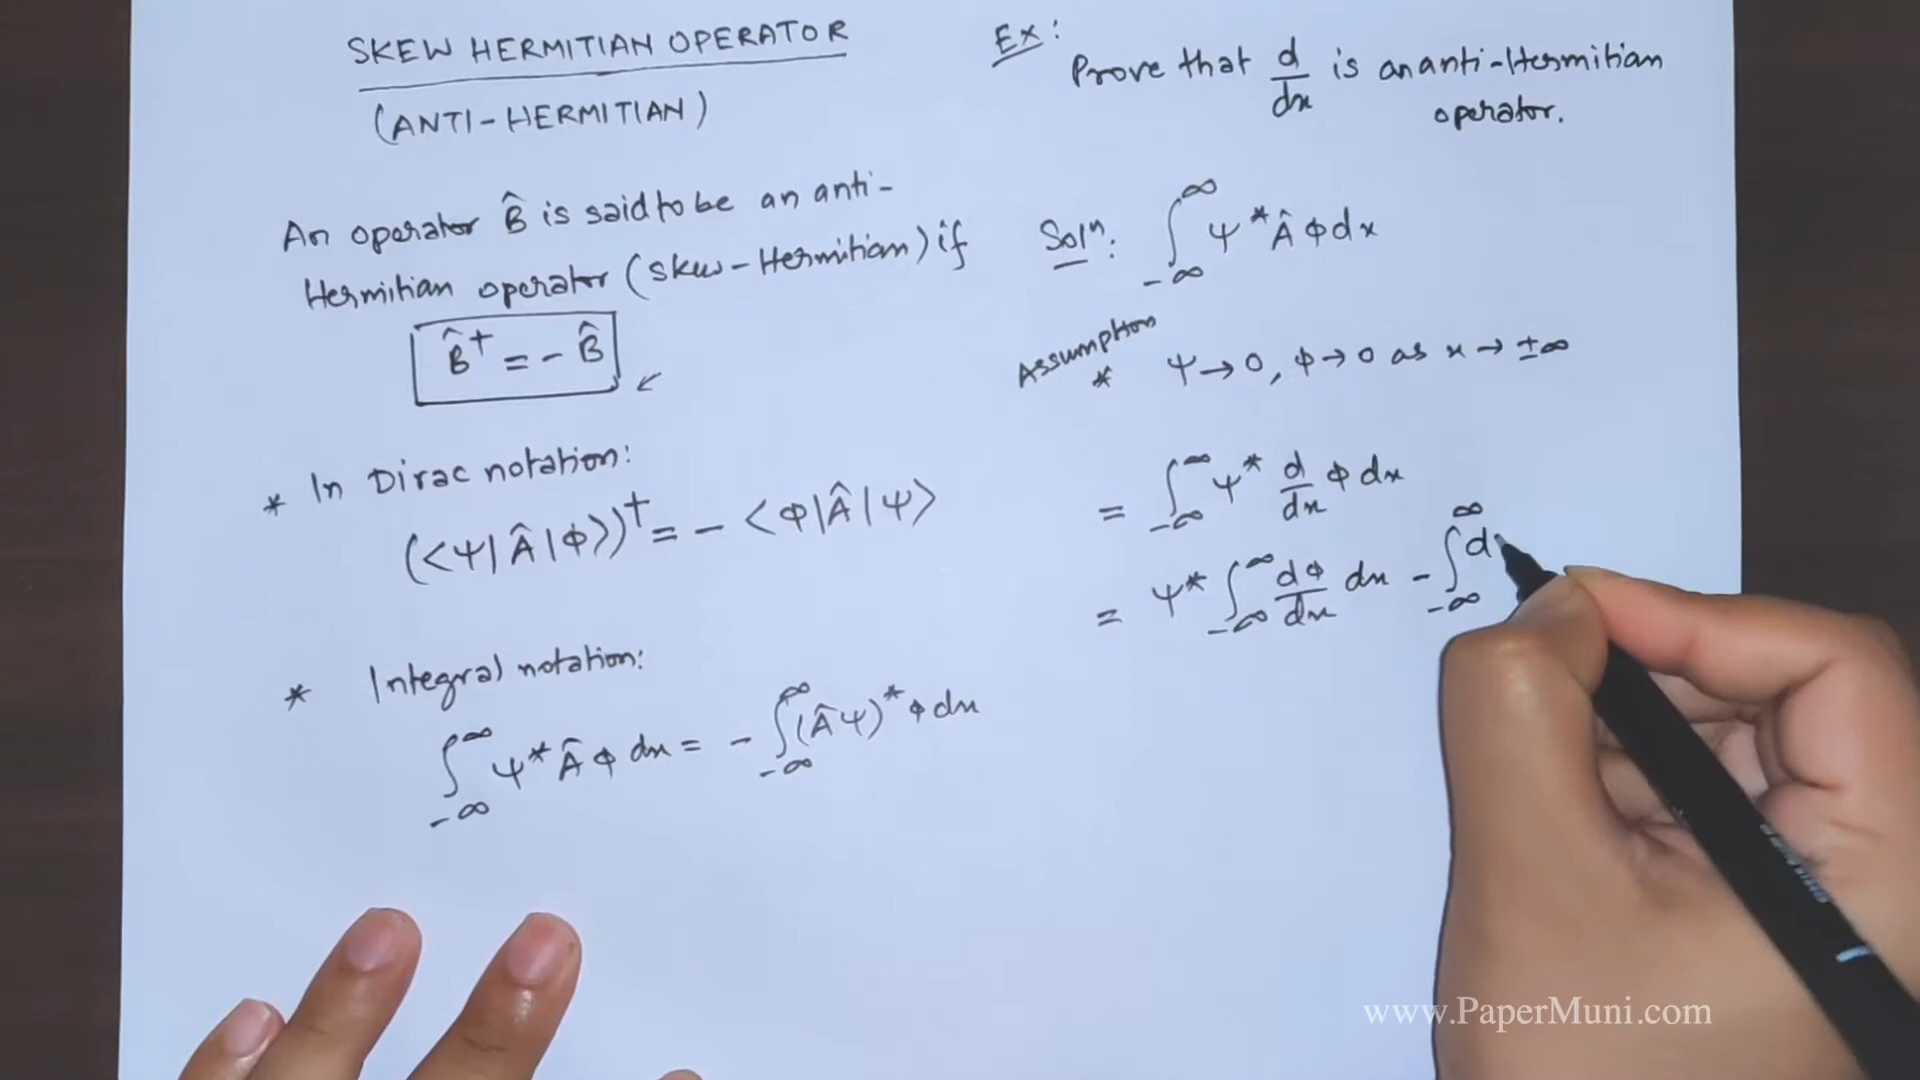 SKEW HERMITIAN OPERATOR
(ANTI-HERMITIAN)
An operator B̂ is said to be an anti-
Hermitian operator (skew-Hermitian) if
B̂† = - B̂
* In Dirac notation:
(<Ψ|Â|Φ>)† = - <Φ|Â|Ψ>
* Integral notation:
∫_{-∞}^{∞} Ψ* Â Φ dx = - ∫_{-∞}^{∞} (ÂΨ)* Φ dx
Ex:
Prove that d/dx is an anti-Hermitian
operator.
Solⁿ: ∫_{-∞}^{∞} Ψ* Â Φ dx
Assumption
* Ψ → 0, Φ → 0 as x → ±∞
= ∫_{-∞}^{∞} Ψ* d/dx Φ dx
= Ψ* ∫_{-∞}^{∞} dΦ/dx dx - ∫_{-∞}^{∞} d
www.PaperMuni.com